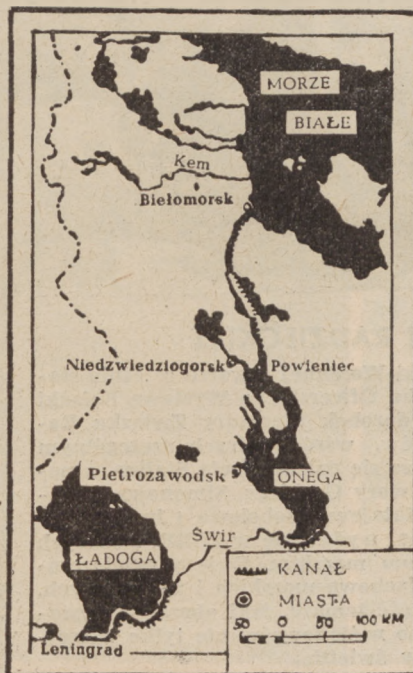 MORZE
BIAŁE
Kem
Biełomorsk
Niedzwiedziogorsk
Powieniec
Pietrozawodsk
ONEGA
Świr
ŁADOGA
Leningrad
KANAŁ
MIASTA
50 0 50 100 KM